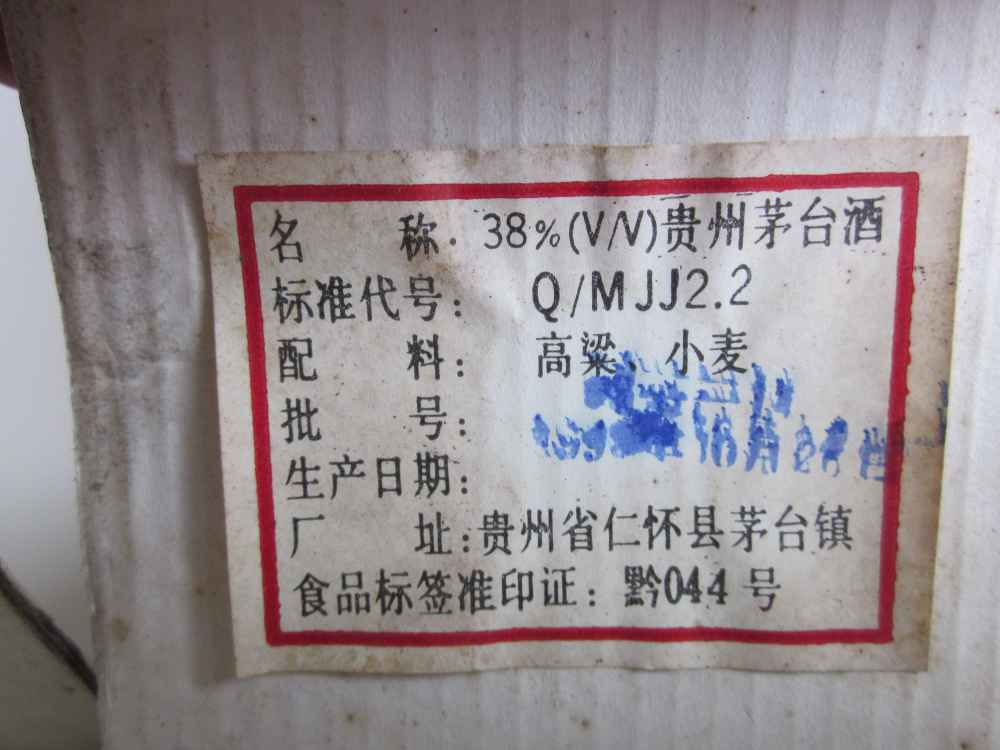 名 称: 38%(V/V)贵州茅台酒
标准代号: Q/MJJ2.2
配 料: 高粱、小麦
批 号:
生产日期:
厂 址: 贵州省仁怀县茅台镇
食品标签准印证: 黔044号